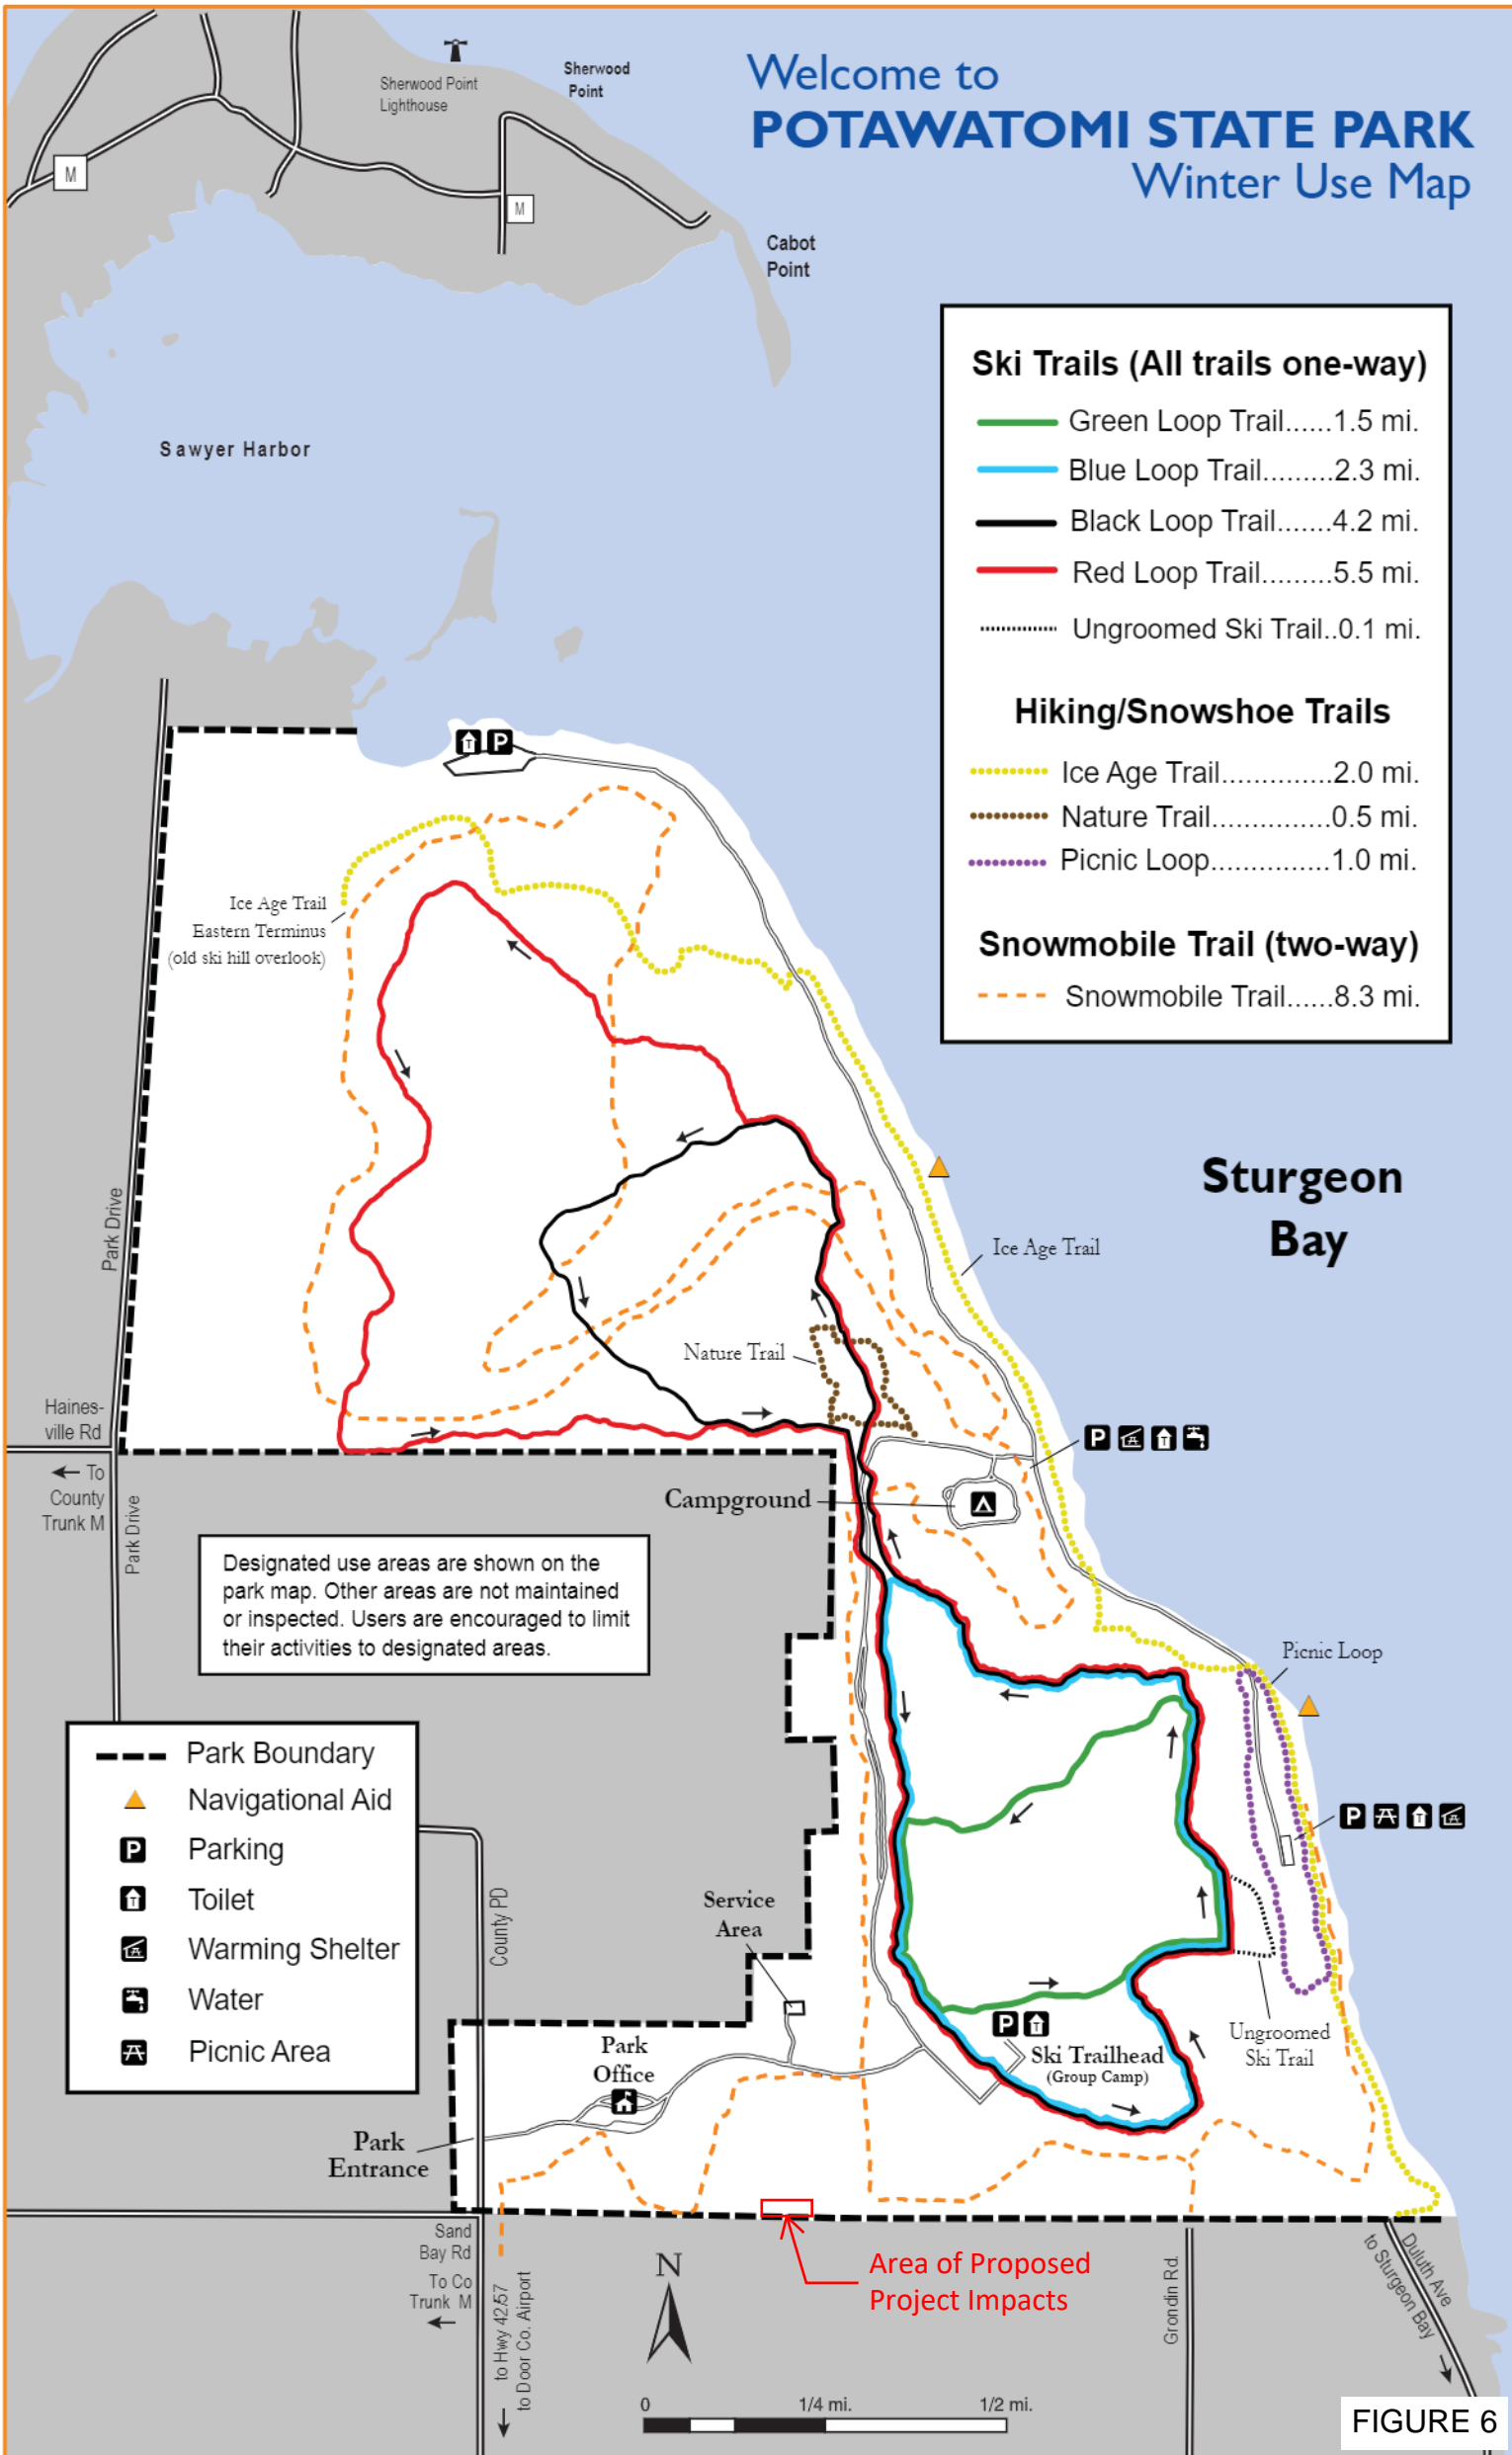 Welcome to
POTAWATOMI STATE PARK
Winter Use Map
Sherwood Point
Lighthouse
Sherwood
Point
M
M
Cabot
Point
Sawyer Harbor
Ski Trails (All trails one-way)
Green Loop Trail......1.5 mi.
Blue Loop Trail.........2.3 mi.
Black Loop Trail.......4.2 mi.
Red Loop Trail.........5.5 mi.
Ungroomed Ski Trail..0.1 mi.
Hiking/Snowshoe Trails
Ice Age Trail..............2.0 mi.
Nature Trail...............0.5 mi.
Picnic Loop...............1.0 mi.
Snowmobile Trail (two-way)
Snowmobile Trail......8.3 mi.
T P
Ice Age Trail
Eastern Terminus
(old ski hill overlook)
Sturgeon
Bay
Park Drive
Ice Age Trail
Nature Trail
Haines-
ville Rd
To
County
Trunk M
Park Drive
P T
Campground
Designated use areas are shown on the
park map. Other areas are not maintained
or inspected. Users are encouraged to limit
their activities to designated areas.
Picnic Loop
Park Boundary
Navigational Aid
P Parking
T Toilet
Warming Shelter
Water
Picnic Area
P T
County PD
Service
Area
Park
Office
P T
Ski Trailhead
(Group Camp)
Ungroomed
Ski Trail
Park
Entrance
Sand
Bay Rd
To Co
Trunk M
to Hwy 42/57
to Door Co. Airport
N
Area of Proposed
Project Impacts
Grondin Rd.
Duluth Ave
to Sturgeon Bay
0 1/4 mi. 1/2 mi.
FIGURE 6